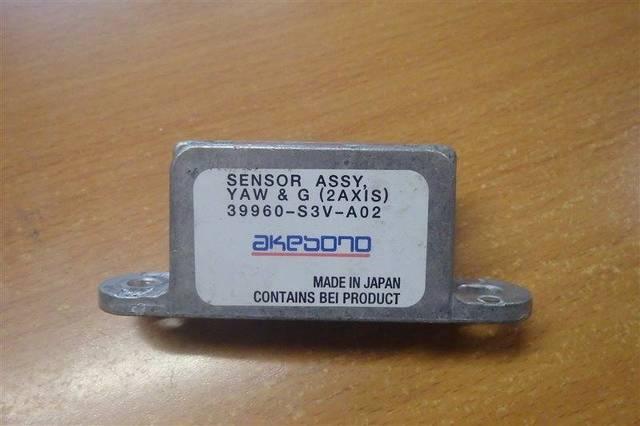 SENSOR ASSY,
YAW & G (2AXIS)
39960-S3V-A02
akebono
MADE IN JAPAN
CONTAINS BEI PRODUCT